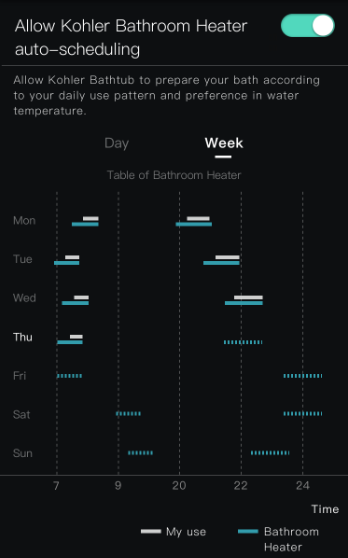 Allow Kohler Bathroom Heater
auto-scheduling
Allow Kohler Bathtub to prepare your bath according
to your daily use pattern and preference in water
temperature.
Day Week
Table of Bathroom Heater
Mon
Tue
Wed
Thu
Fri
Sat
Sun
7 9 20 22 24
Time
My use Bathroom
Heater